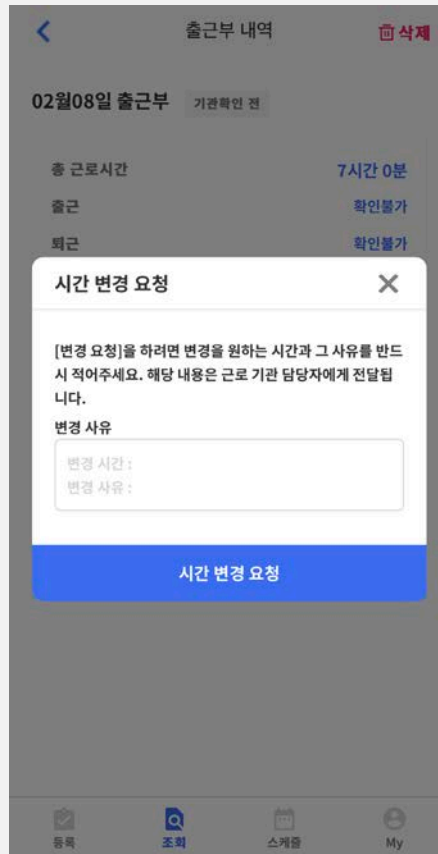 출근부 내역
삭제
02월08일 출근부 기관확인 전
총 근로시간 7시간 0분
출근 확인불가
퇴근 확인불가
시간 변경 요청
[변경 요청]을 하려면 변경을 원하는 시간과 그 사유를 반드
시 적어주세요. 해당 내용은 근로 기관 담당자에게 전달됩
니다.
변경 사유
변경 시간 :
변경 사유 :
시간 변경 요청
등록 조회 스케줄 My